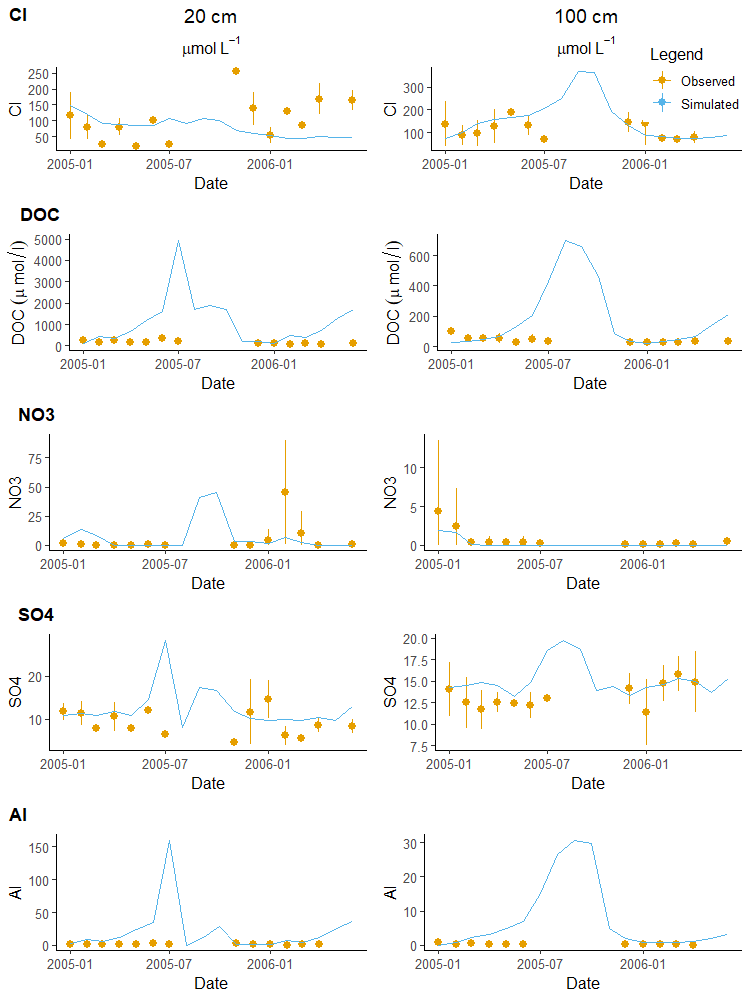 Cl 20 cm 100 cm
μmol L−1 μmol L−1
Legend
Observed
Simulated
Cl
250
200
150
100
50
2005-01 2005-07 2006-01
Date
Cl
300
200
100
2005-01 2005-07 2006-01
Date
DOC
DOC (μ mol/l)
5000
4000
3000
2000
1000
0
2005-01 2005-07 2006-01
Date
DOC (μ mol/l)
600
400
200
0
2005-01 2005-07 2006-01
Date
NO3
NO3
75
50
25
0
2005-01 2005-07 2006-01
Date
NO3
10
5
0
2005-01 2005-07 2006-01
Date
SO4
SO4
20
10
2005-01 2005-07 2006-01
Date
SO4
20.0
17.5
15.0
12.5
10.0
7.5
2005-01 2005-07 2006-01
Date
Al
Al
150
100
50
0
2005-01 2005-07 2006-01
Date
Al
30
20
10
0
2005-01 2005-07 2006-01
Date